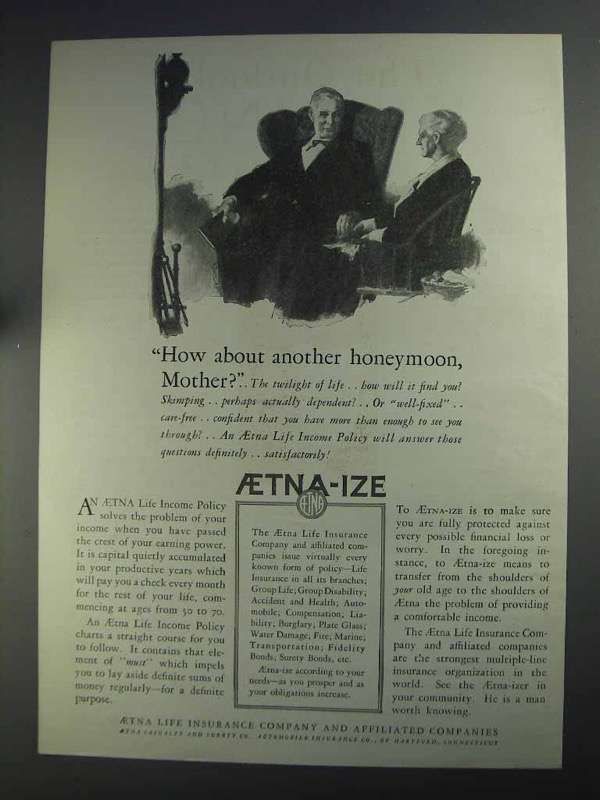 "How about another honeymoon,
Mother?". . The twilight of life . . how will it find you?
Skimping . . perhaps actually dependent? . . Or "well-fixed" . .
care-free . . confident that you have more than enough to see you
through? . . An Ætna Life Income Policy will answer those
questions definitely . . satisfactorily!
ÆTNA-IZE
ÆTNA
AN ÆTNA Life Income Policy
solves the problem of your
income when you have passed
the crest of your earning power.
It is capital quietly accumulated
in your productive years which
will pay you a check every month
for the rest of your life, com-
mencing at ages from 50 to 70.
An Ætna Life Income Policy
charts a straight course for you
to follow. It contains that ele-
ment of "must" which impels
you to lay aside definite sums of
money regularly—for a definite
purpose.
The Ætna Life Insurance
Company and affiliated com-
panies issue virtually every
known form of policy—Life
Insurance in all its branches;
Group Life; Group Disability;
Accident and Health; Auto-
mobile; Compensation, Lia-
bility; Burglary, Plate Glass;
Water Damage, Fire; Marine;
Transportation; Fidelity
Bonds, Surety Bonds, etc.
Ætna-ize according to your
needs—as you prosper and as
your obligations increase.
To ÆTNA-IZE is to make sure
you are fully protected against
every possible financial loss or
worry. In the foregoing in-
stance, to Ætna-ize means to
transfer from the shoulders of
your old age to the shoulders of
Ætna the problem of providing
a comfortable income.
The Ætna Life Insurance Com-
pany and affiliated companies
are the strongest multiple-line
insurance organization in the
world. See the Ætna-izer in
your community. He is a man
worth knowing.
ÆTNA LIFE INSURANCE COMPANY AND AFFILIATED COMPANIES
ÆTNA CASUALTY AND SURETY CO. AUTOMOBILE INSURANCE CO., OF HARTFORD, CONNECTICUT